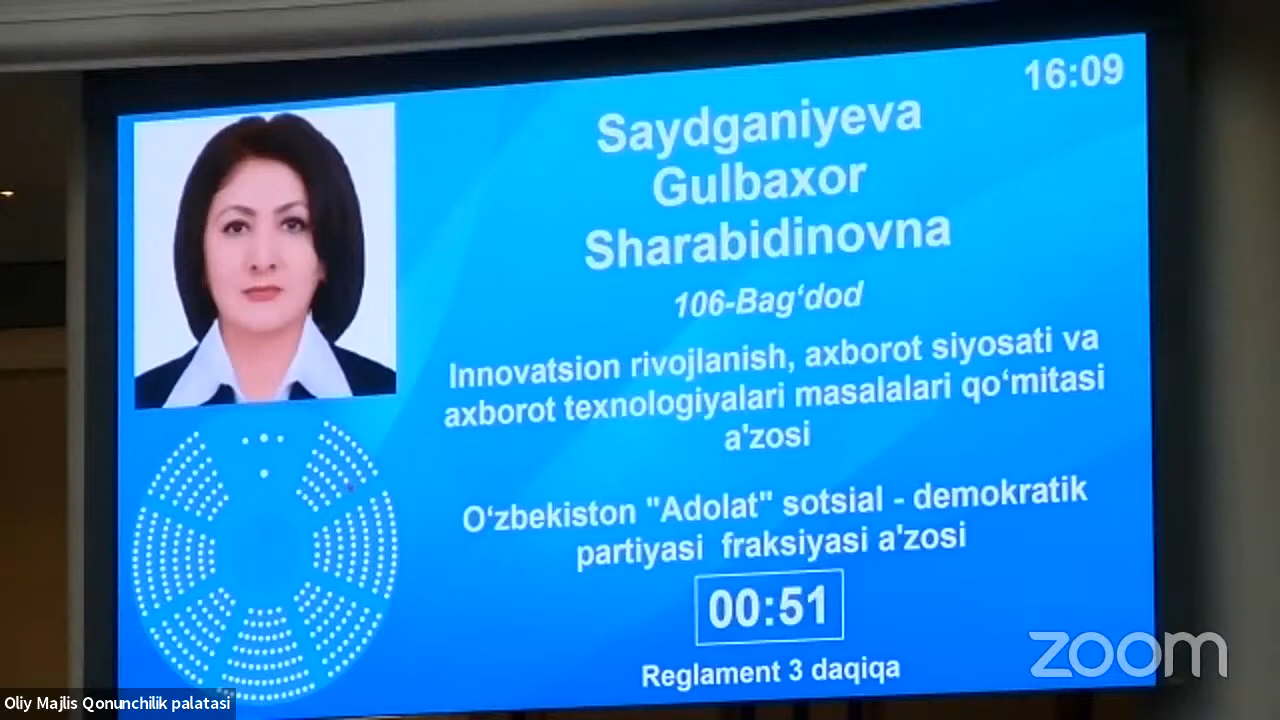 16:09
Saydganiyeva
Gulbaxor
Sharabidinovna
106-Bag‘dod
Innovatsion rivojlanish, axborot siyosati va
axborot texnologiyalari masalalari qo‘mitasi
a'zosi
O‘zbekiston "Adolat" sotsial - demokratik
partiyasi fraksiyasi a'zosi
00:51
Reglament 3 daqiqa
zoom
Oliy Majlis Qonunchilik palatasi